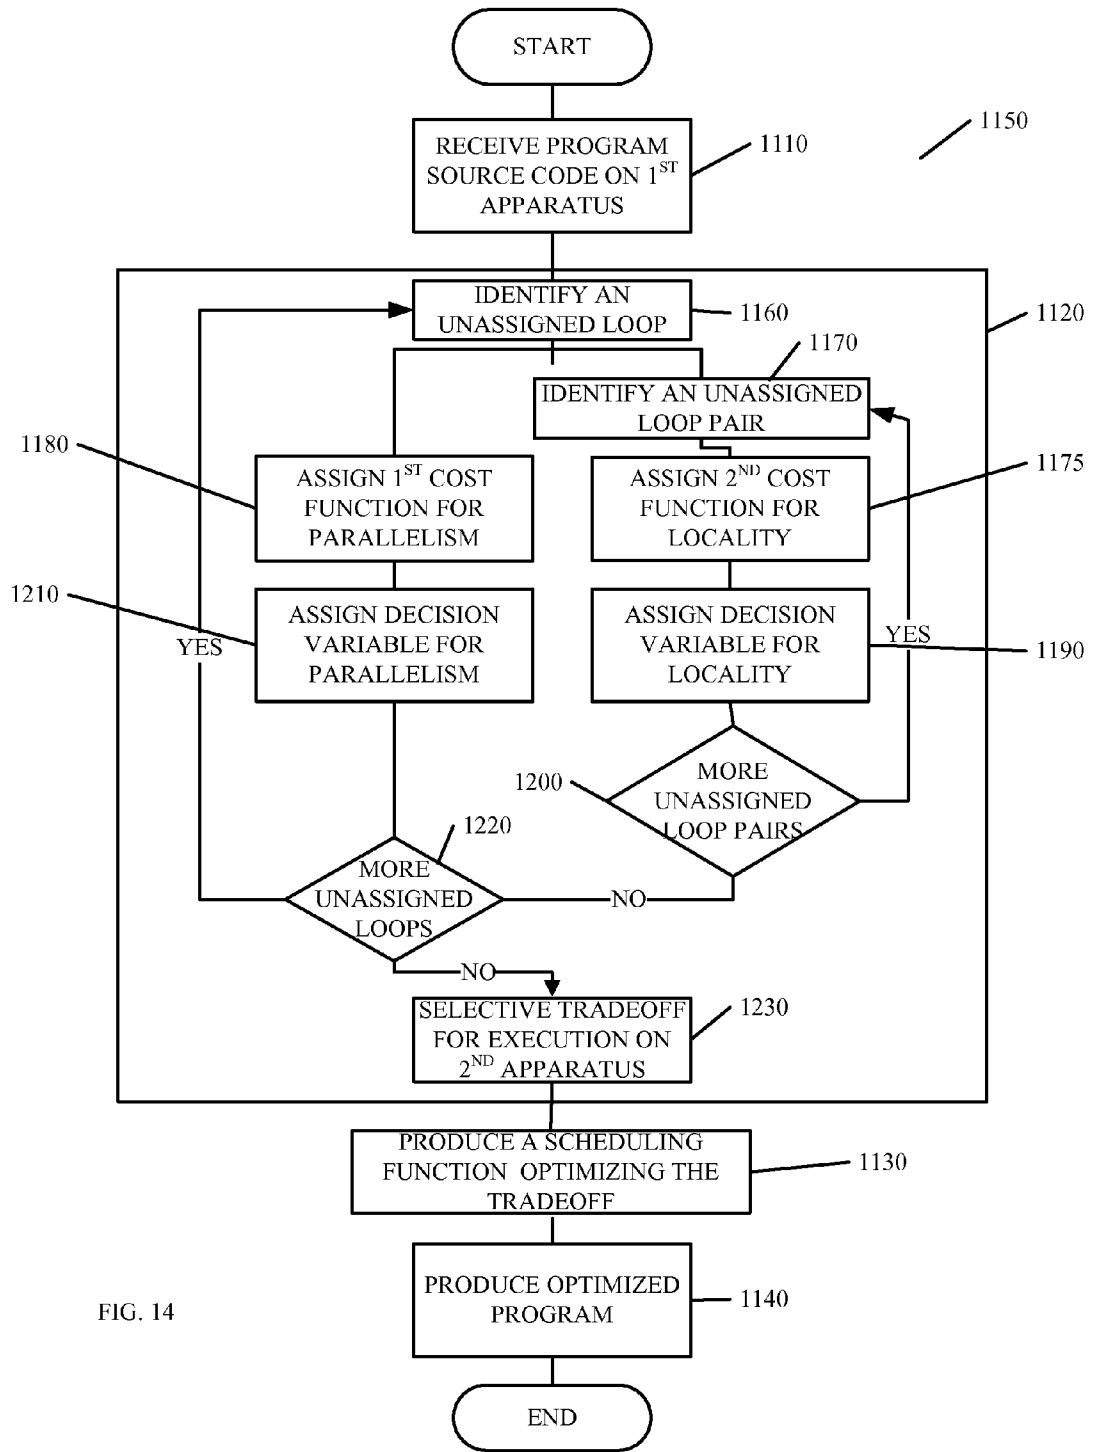 START
RECEIVE PROGRAM
SOURCE CODE ON 1ST
APPARATUS
1110
1150
IDENTIFY AN
UNASSIGNED LOOP
1160
1120
1170
IDENTIFY AN UNASSIGNED
LOOP PAIR
1180
ASSIGN 1ST COST
FUNCTION FOR
PARALLELISM
ASSIGN 2ND COST
FUNCTION FOR
LOCALITY
1175
1210
ASSIGN DECISION
VARIABLE FOR
PARALLELISM
YES
ASSIGN DECISION
VARIABLE FOR
LOCALITY
YES
1190
1200
MORE
UNASSIGNED
LOOP PAIRS
1220
MORE
UNASSIGNED
LOOPS
NO
NO
SELECTIVE TRADEOFF
FOR EXECUTION ON
2ND APPARATUS
1230
PRODUCE A SCHEDULING
FUNCTION OPTIMIZING THE
TRADEOFF
1130
PRODUCE OPTIMIZED
PROGRAM
1140
FIG. 14
END